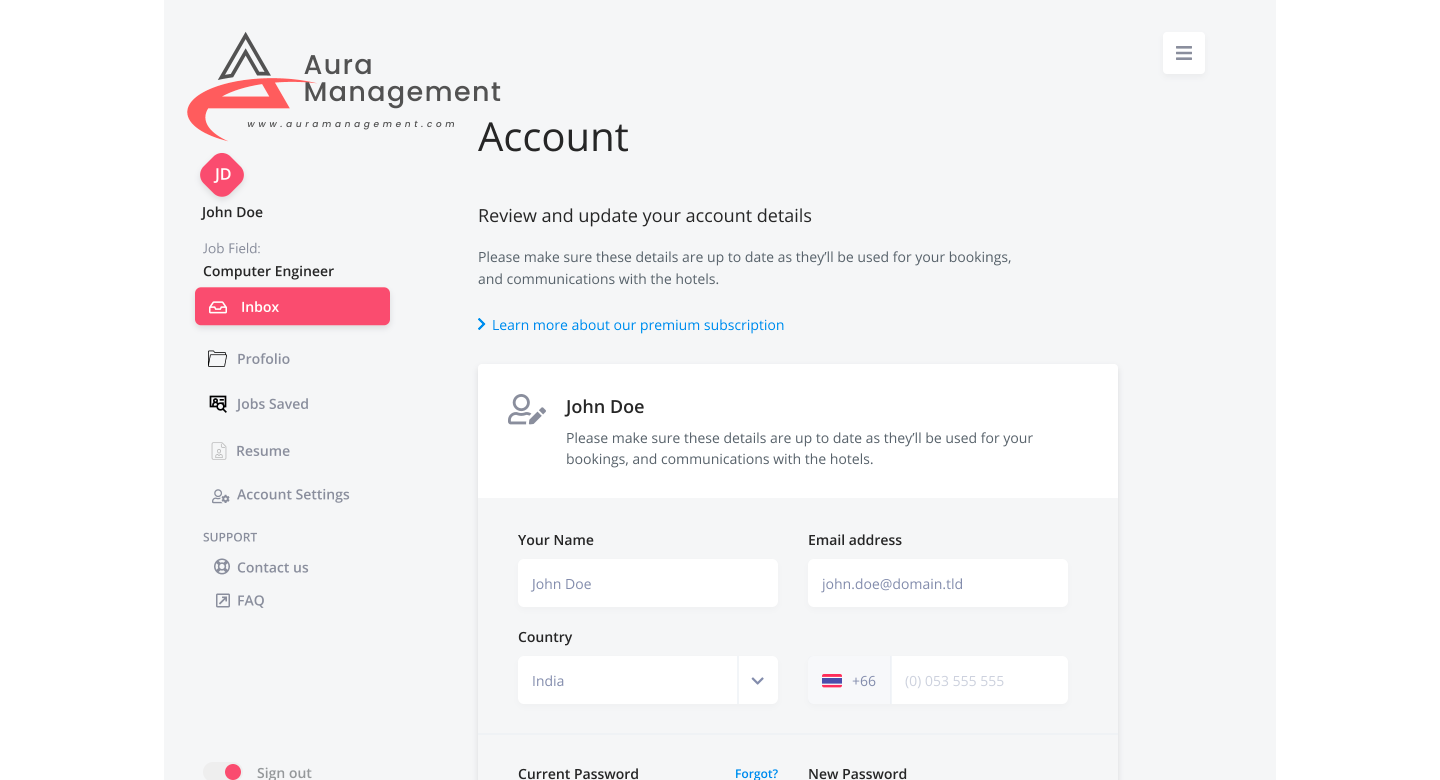 Aura
Management
www.auramanagement.com
JD
John Doe
Job Field:
Computer Engineer
Inbox
Profolio
Jobs Saved
Resume
Account Settings
SUPPORT
Contact us
FAQ
Sign out
Account
Review and update your account details
Please make sure these details are up to date as they’ll be used for your bookings,
and communications with the hotels.
Learn more about our premium subscription
John Doe
Please make sure these details are up to date as they’ll be used for your
bookings, and communications with the hotels.
Your Name
Email address
John Doe
john.doe@domain.tld
Country
India
+66
(0) 053 555 555
Current Password
Forgot?
New Password